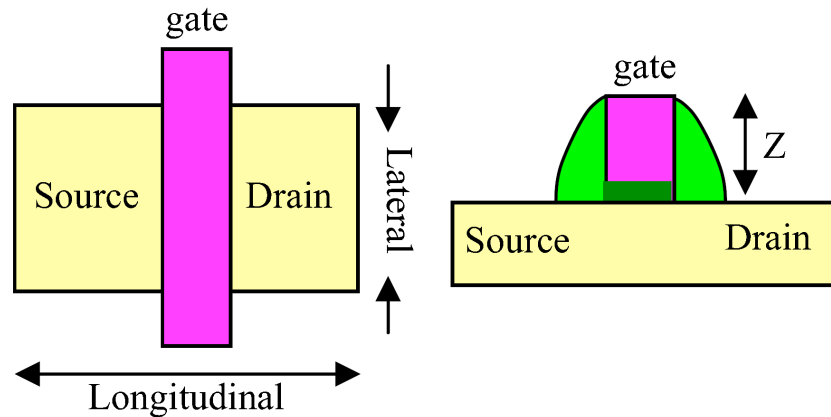 gate
Source
Drain
Lateral
Longitudinal
gate
Z
Source
Drain